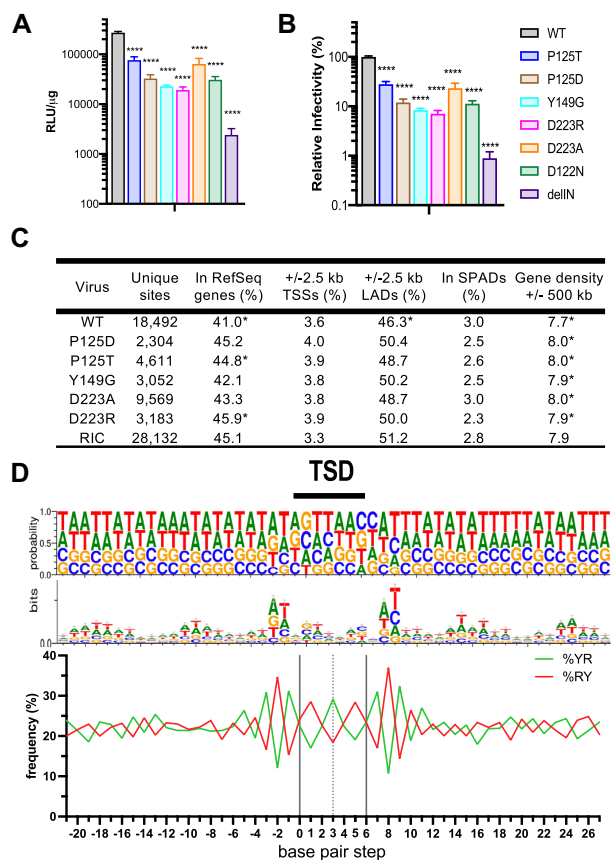 A
RLU/µg
100000
10000
1000
100
****
****
****
****
****
****
****
B
Relative Infectivity (%)
100
10
1
0.1
****
****
****
****
****
****
****
WT
P125T
P125D
Y149G
D223R
D223A
D122N
delIN
C
Virus Unique sites In RefSeq genes (%) +/-2.5 kb TSSs (%) +/-2.5 kb LADs (%) In SPADs (%) Gene density +/- 500 kb
WT 18,492 41.0* 3.6 46.3* 3.0 7.7*
P125D 2,304 45.2 4.0 50.4 2.5 8.0*
P125T 4,611 44.8* 3.9 48.7 2.6 8.0*
Y149G 3,052 42.1 3.8 50.2 2.5 7.9*
D223A 9,569 43.3 3.8 48.7 3.0 8.0*
D223R 3,183 45.9* 3.9 50.0 2.3 7.9*
RIC 28,132 45.1 3.3 51.2 2.8 7.9
D
TSD
probability
1.0
0.5
0.0
bits
0.0
frequency (%)
40
30
20
10
0
%YR
%RY
-20 -18 -16 -14 -12 -10 -8 -6 -4 -2 0 1 3 5 6 8 10 12 14 16 18 20 22 24 26
base pair step